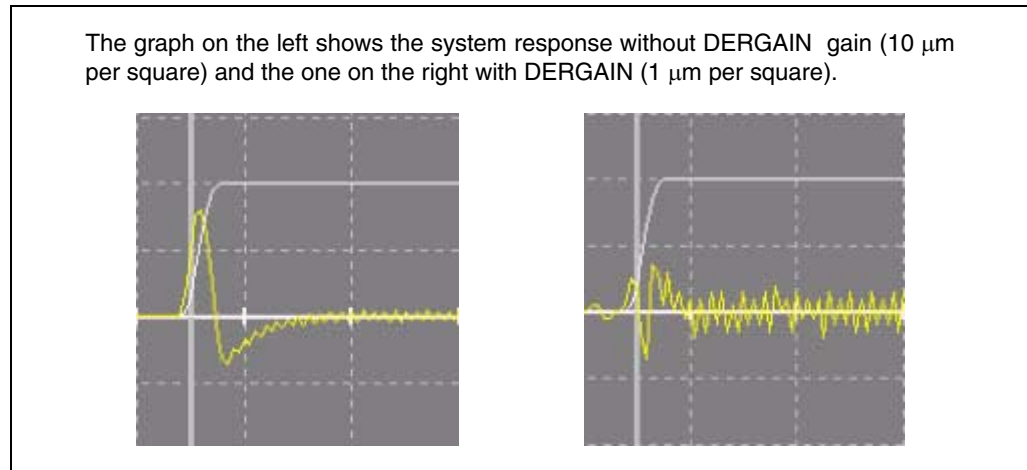 The graph on the left shows the system response without DERGAIN gain (10 μm
per square) and the one on the right with DERGAIN (1 μm per square).